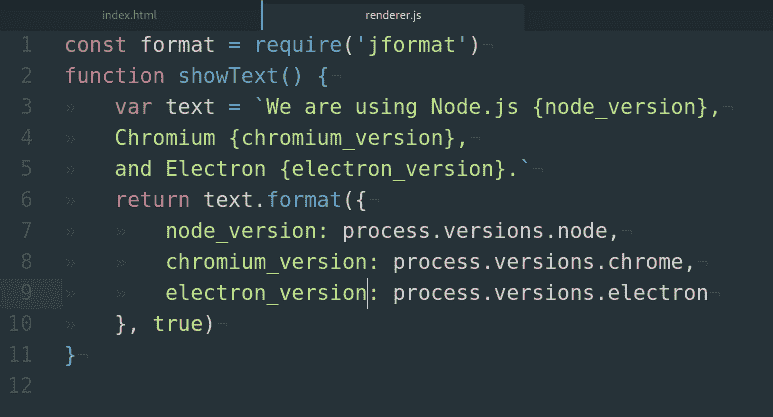 index.html renderer.js
1 const format = require('jformat')
2 function showText() {
3 var text = `We are using Node.js {node_version},
4 Chromium {chromium_version},
5 and Electron {electron_version}.`
6 return text.format({
7 node_version: process.versions.node,
8 chromium_version: process.versions.chrome,
9 electron_version: process.versions.electron
10 }, true)
11 }
12